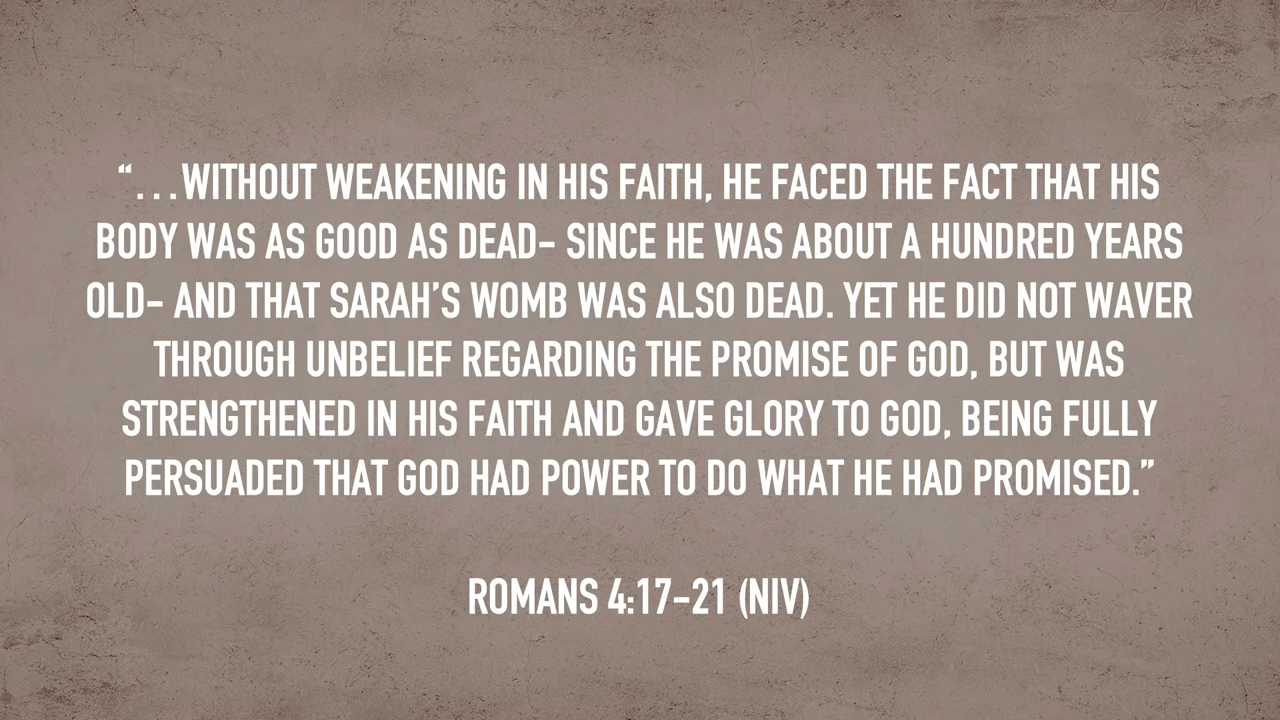 “...WITHOUT WEAKENING IN HIS FAITH, HE FACED THE FACT THAT HIS
BODY WAS AS GOOD AS DEAD- SINCE HE WAS ABOUT A HUNDRED YEARS
OLD- AND THAT SARAH’S WOMB WAS ALSO DEAD. YET HE DID NOT WAVER
THROUGH UNBELIEF REGARDING THE PROMISE OF GOD, BUT WAS
STRENGTHENED IN HIS FAITH AND GAVE GLORY TO GOD, BEING FULLY
PERSUADED THAT GOD HAD POWER TO DO WHAT HE HAD PROMISED.”
ROMANS 4:17-21 (NIV)